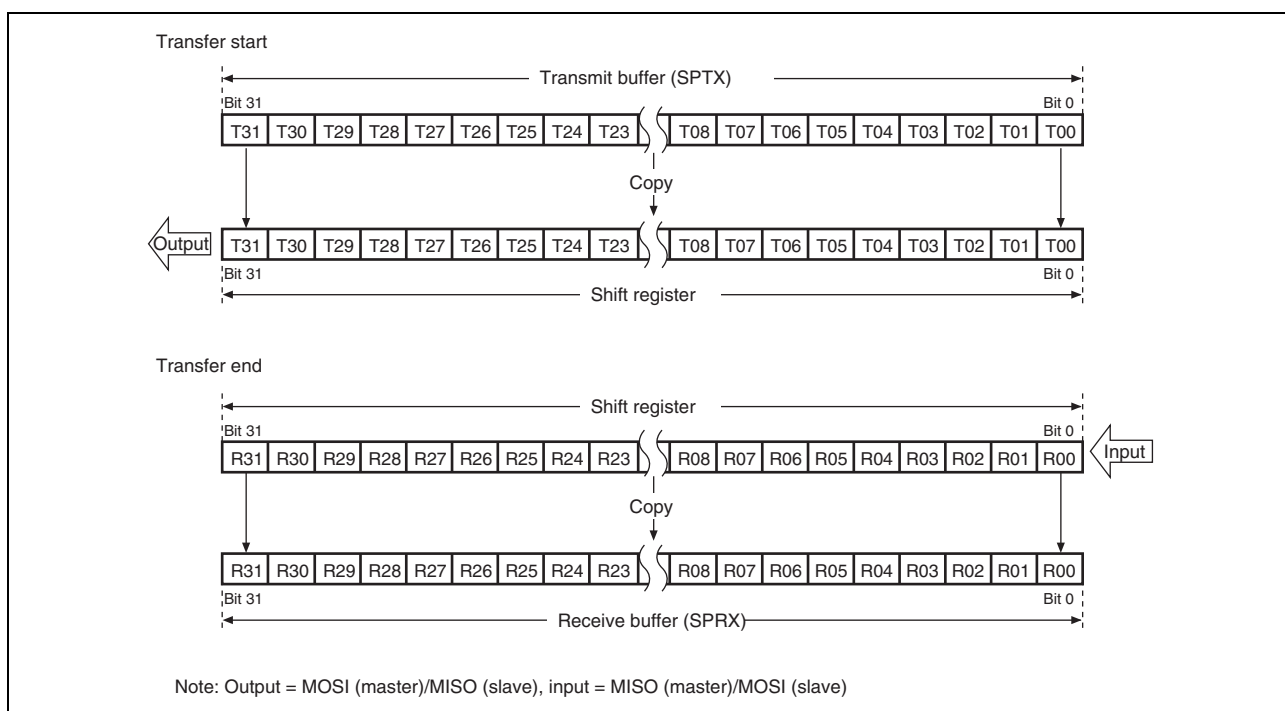 Transfer start
Transmit buffer (SPTX)
Bit 31 Bit 0
T31 T30 T29 T28 T27 T26 T25 T24 T23 T08 T07 T06 T05 T04 T03 T02 T01 T00
Copy
Output T31 T30 T29 T28 T27 T26 T25 T24 T23 T08 T07 T06 T05 T04 T03 T02 T01 T00
Bit 31 Bit 0
Shift register
Transfer end
Shift register
Bit 31 Bit 0
R31 R30 R29 R28 R27 R26 R25 R24 R23 R08 R07 R06 R05 R04 R03 R02 R01 R00 Input
Copy
R31 R30 R29 R28 R27 R26 R25 R24 R23 R08 R07 R06 R05 R04 R03 R02 R01 R00
Bit 31 Bit 0
Receive buffer (SPRX)
Note: Output = MOSI (master)/MISO (slave), input = MISO (master)/MOSI (slave)